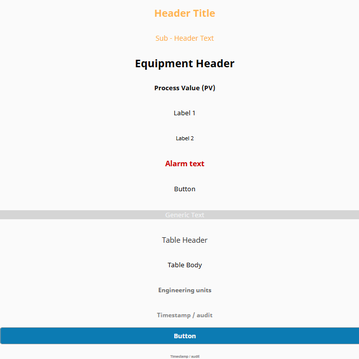 Header Title
Sub - Header Text
Equipment Header
Process Value (PV)
Label 1
Label 2
Alarm text
Button
Generic Text
Table Header
Table Body
Engineering units
Timestamp / audit
Button
Timestamp / audit